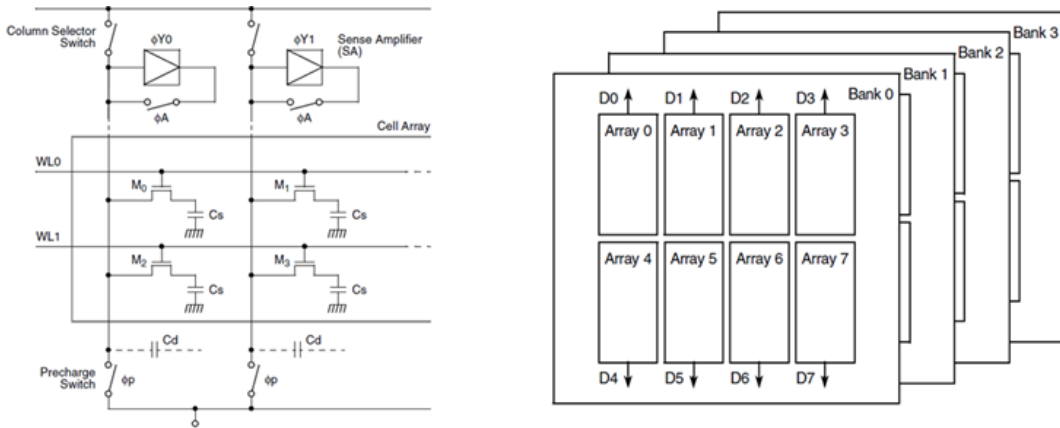 Column Selector
Switch
ϕY0
ϕY1
Sense Amplifier
(SA)
ϕA
ϕA
Cell Array
WL0
M0
Cs
M1
Cs
WL1
M2
Cs
M3
Cs
Cd
Cd
Precharge
Switch
ϕp
ϕp
Bank 3
Bank 2
Bank 1
Bank 0
D0 D1 D2 D3
Array 0 Array 1 Array 2 Array 3
Array 4 Array 5 Array 6 Array 7
D4 D5 D6 D7